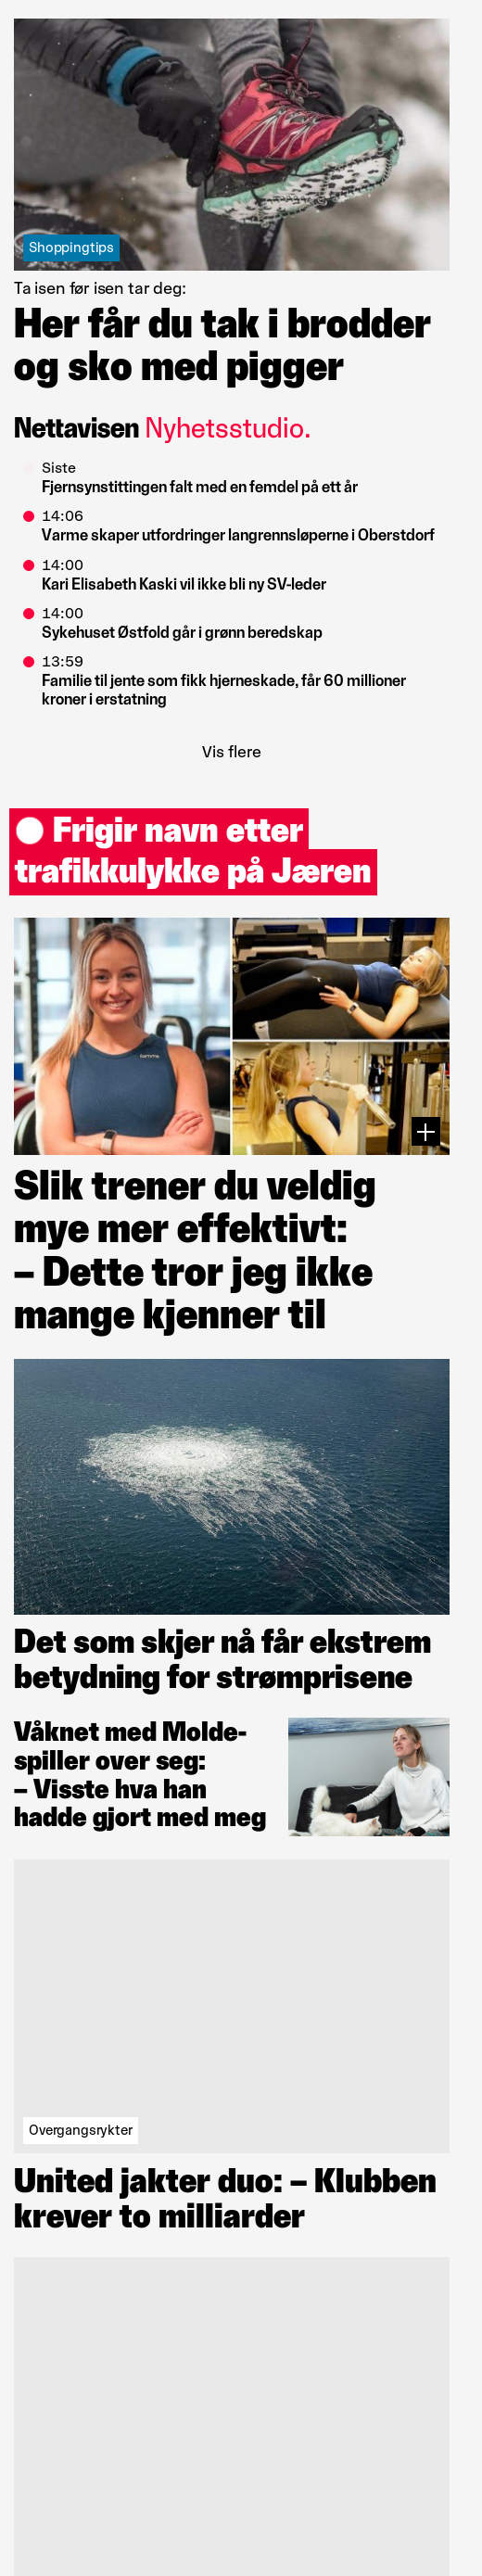 Shoppingtips
Ta isen før isen tar deg:
Her får du tak i brodder
og sko med pigger
Nettavisen Nyhetsstudio.
Siste
Fjernsynstittingen falt med en femdel på ett år
14:06
Varme skaper utfordringer langrennsløperne i Oberstdorf
14:00
Kari Elisabeth Kaski vil ikke bli ny SV-leder
14:00
Sykehuset Østfold går i grønn beredskap
13:59
Familie til jente som fikk hjerneskade, får 60 millioner
kroner i erstatning
Vis flere
Frigir navn etter
trafikkulykke på Jæren
Slik trener du veldig
mye mer effektivt:
– Dette tror jeg ikke
mange kjenner til
Det som skjer nå får ekstrem
betydning for strømprisene
Våknet med Molde-
spiller over seg:
– Visste hva han
hadde gjort med meg
Overgangsrykter
United jakter duo: – Klubben
krever to milliarder